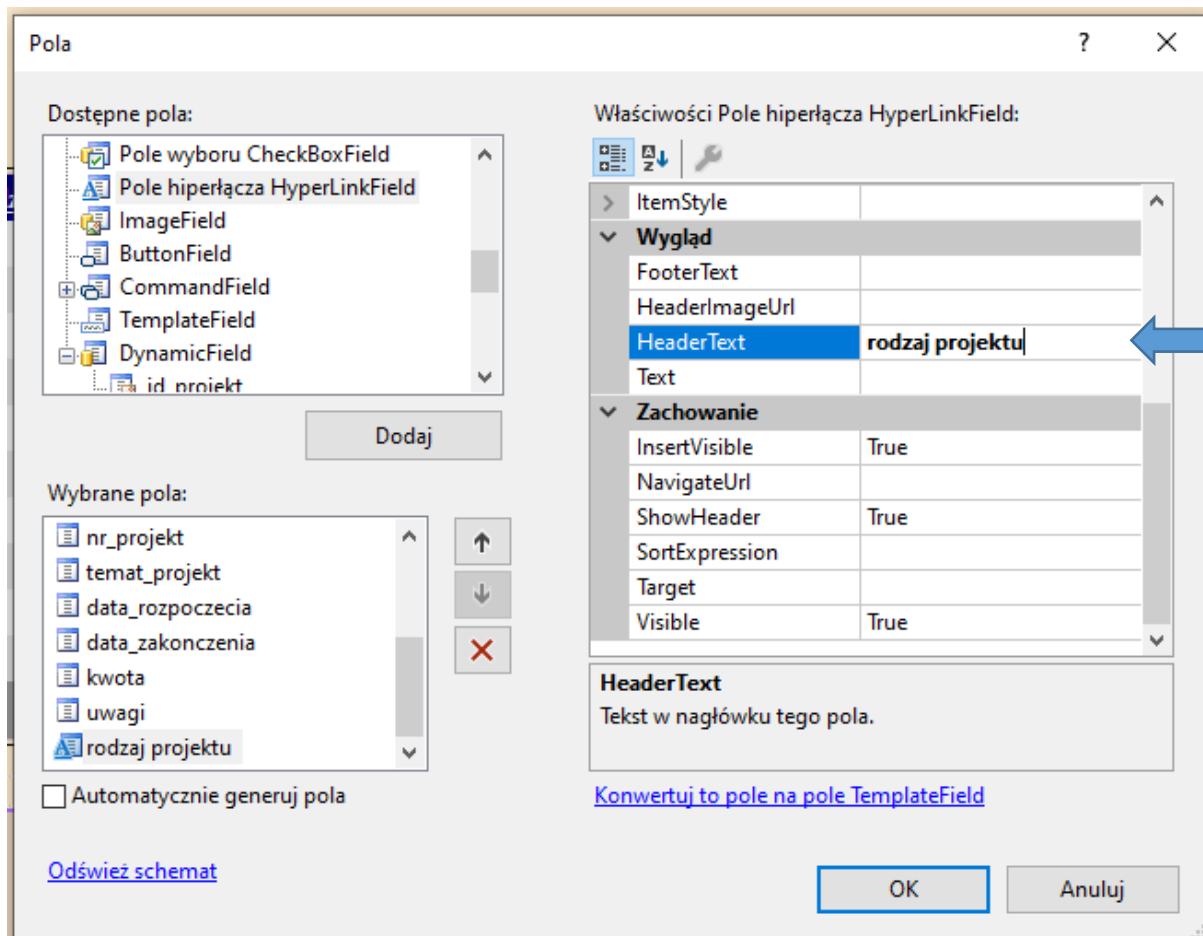 Pola
?
Dostępne pola:
Pole wyboru CheckBoxField
Pole hiperłącza HyperLinkField
ImageField
ButtonField
CommandField
TemplateField
DynamicField
id_projekt
Dodaj
Wybrane pola:
nr_projekt
temat_projekt
data_rozpoczecia
data_zakonczenia
kwota
uwagi
rodzaj projektu
Automatycznie generuj pola
Odśwież schemat
Właściwości Pole hiperłącza HyperLinkField:
ItemStyle
Wygląd
FooterText
HeaderImageUrl
HeaderText rodzaj projektu
Text
Zachowanie
InsertVisible True
NavigateUrl
ShowHeader True
SortExpression
Target
Visible True
HeaderText
Tekst w nagłówku tego pola.
Konwertuj to pole na pole TemplateField
OK Anuluj